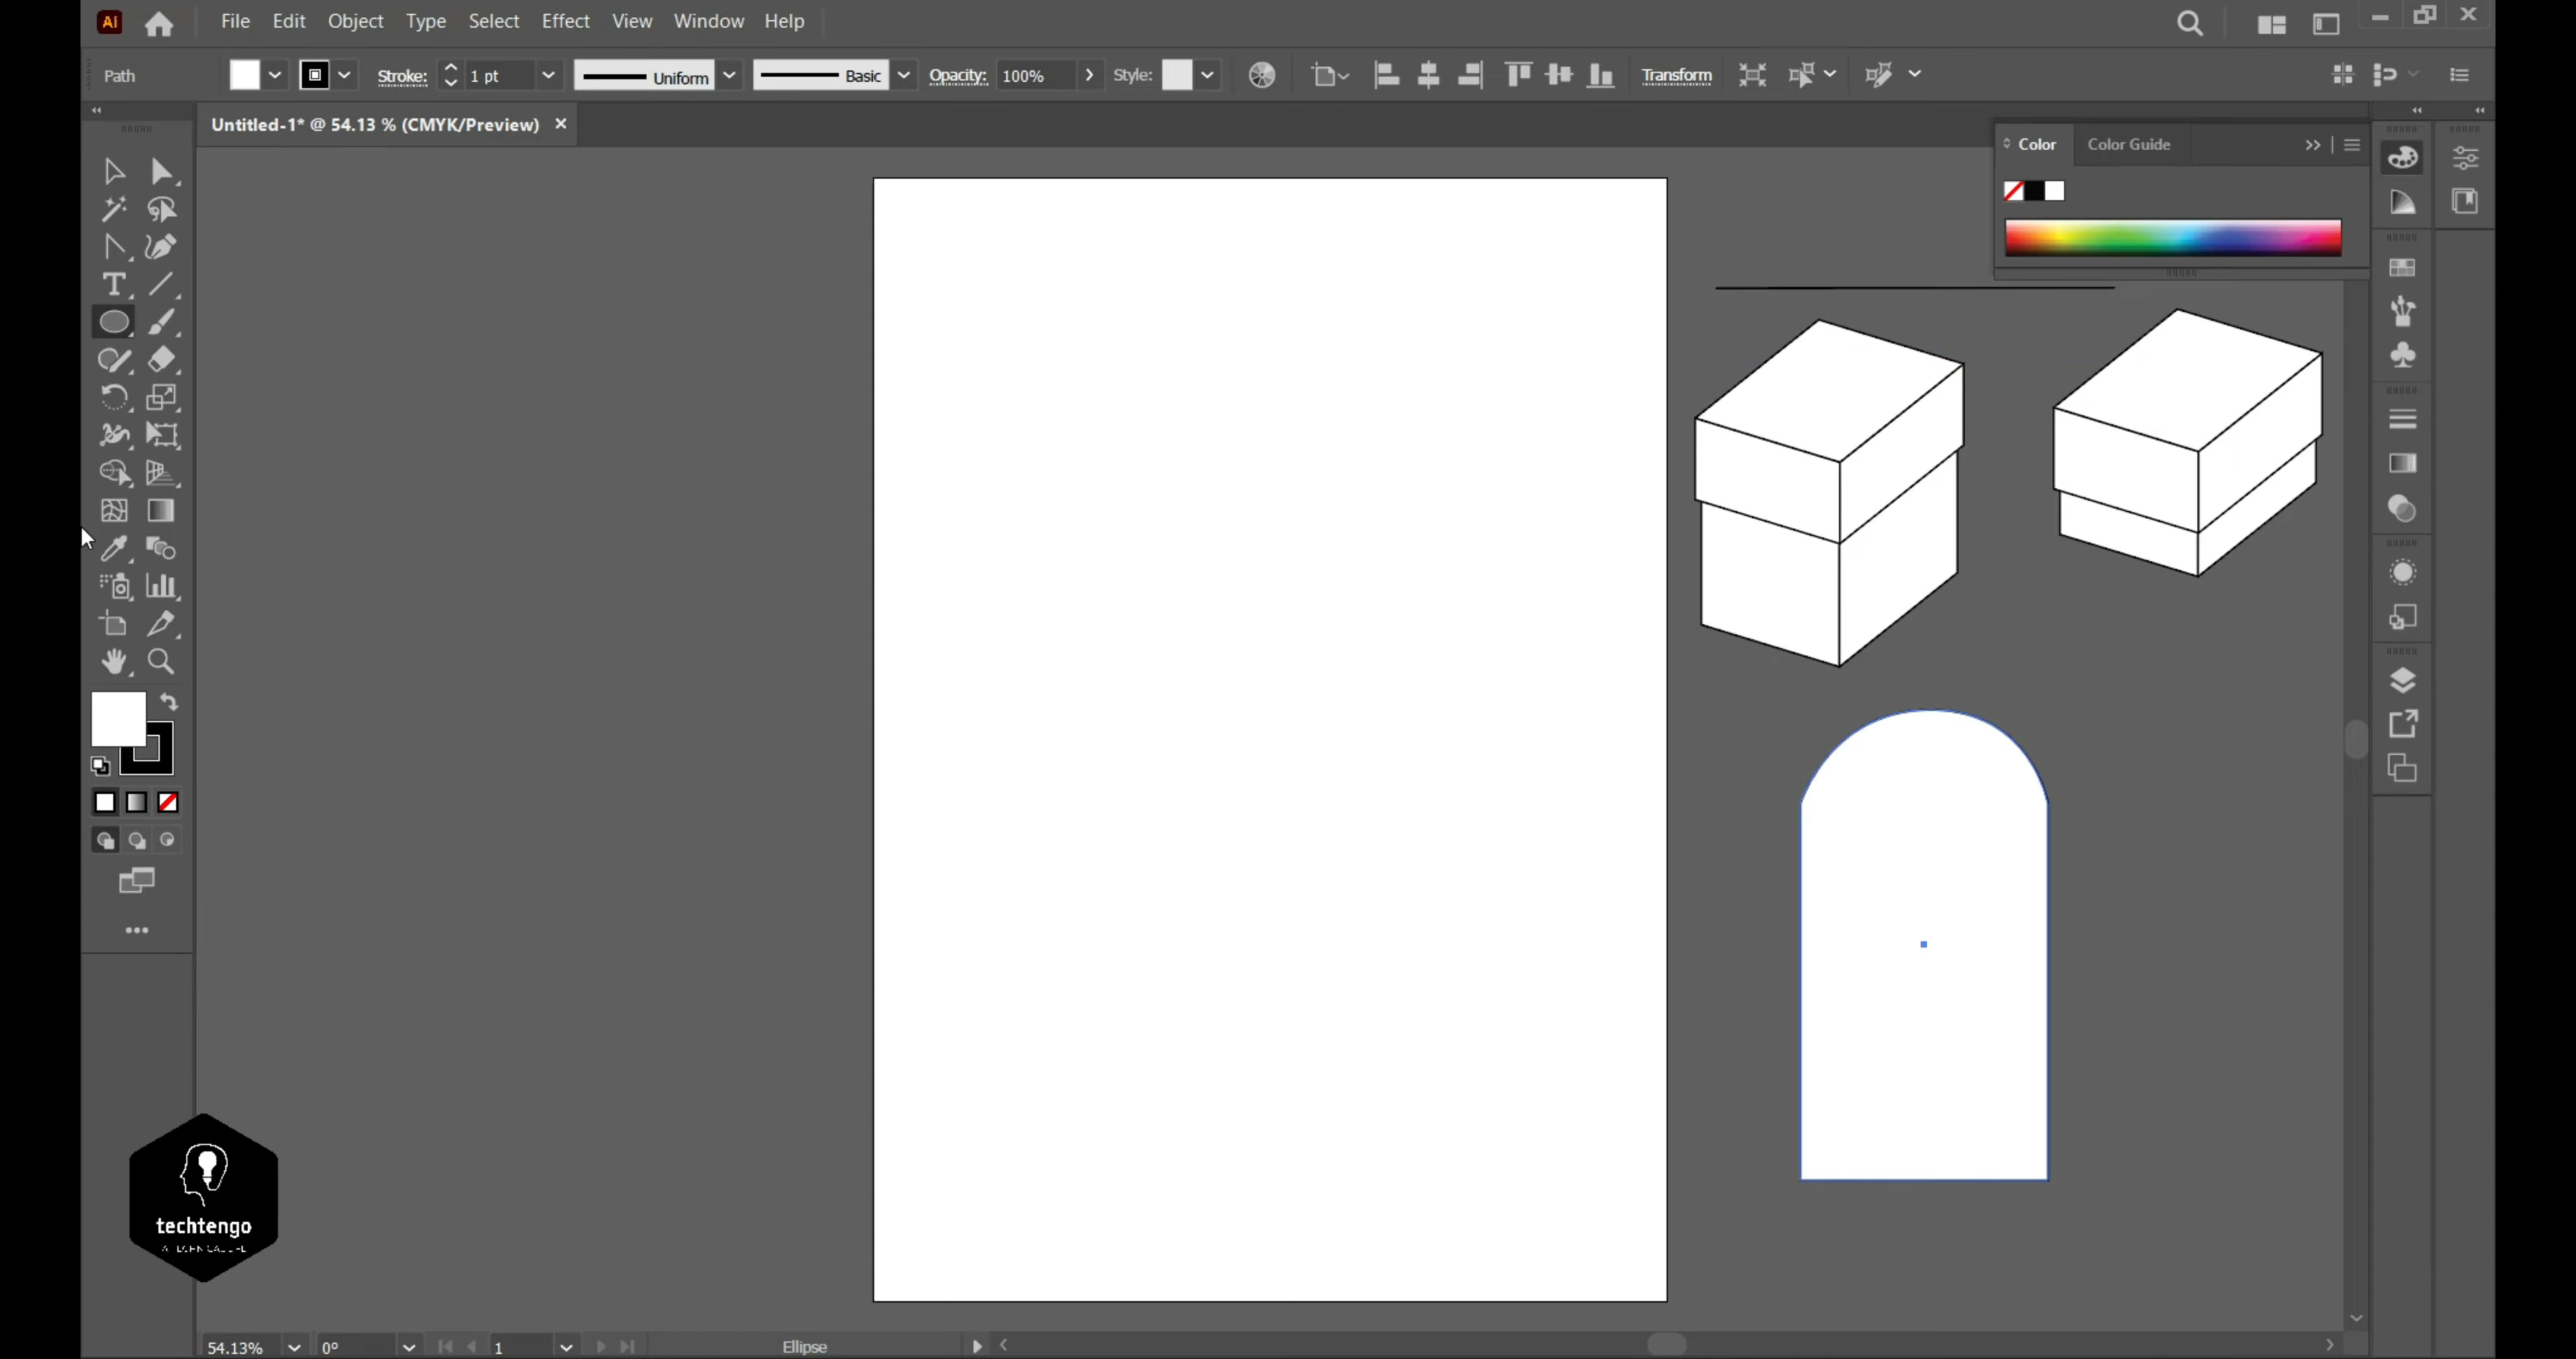 Ai File Edit Object Type Select Effect View Window Help
Path Stroke: 1 pt Uniform Basic Opacity: 100% Style: Transform
Untitled-1* @ 54.13 % (CMYK/Preview)
Color Color Guide
techtengo
54.13% 0° 1 Ellipse